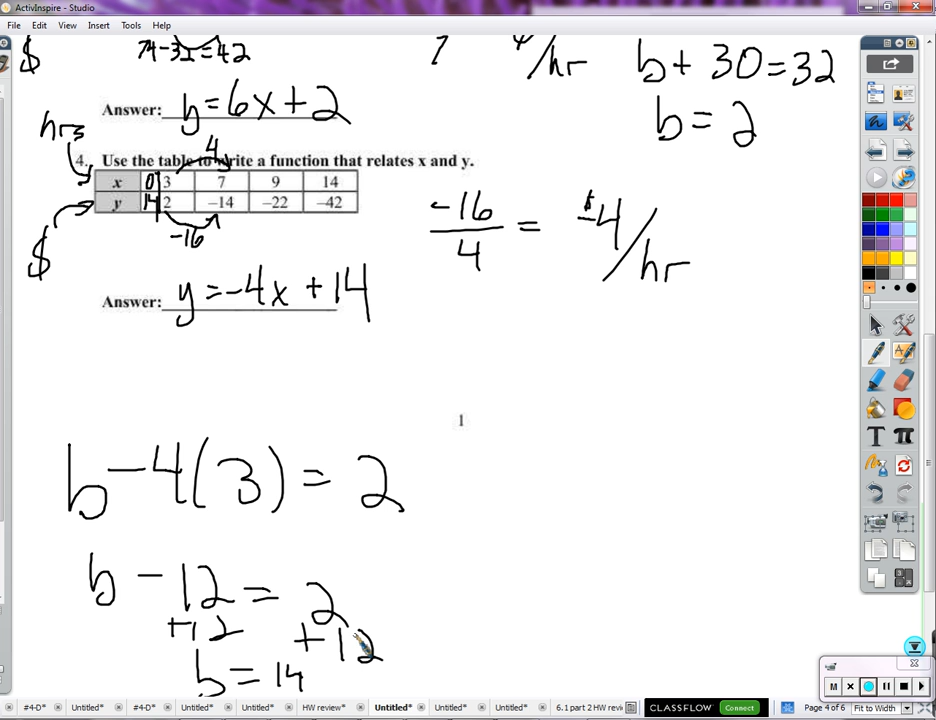 ActivInspire - Studio
File Edit View Insert Tools Help
$
74-32=42
/hr
b+ 30=32
Answer: y=6x+2
b= 2
hrs
4
4. Use the table to write a function that relates x and y.
x 0 3 7 9 14
y 14 2 –14 –22 –42
-16
$
-16/4 = -$4/hr
Answer: y=-4x+14
1
b-4(3)=2
b-12=2
+12 +12
b=14
#4-D* Untitled* #4-D* Untitled* Untitled* HW review* Untitled* Untitled* Untitled* 6.1 part 2 HW revi
CLASSFLOW Connect
Page 4 of 6 Fit to Width